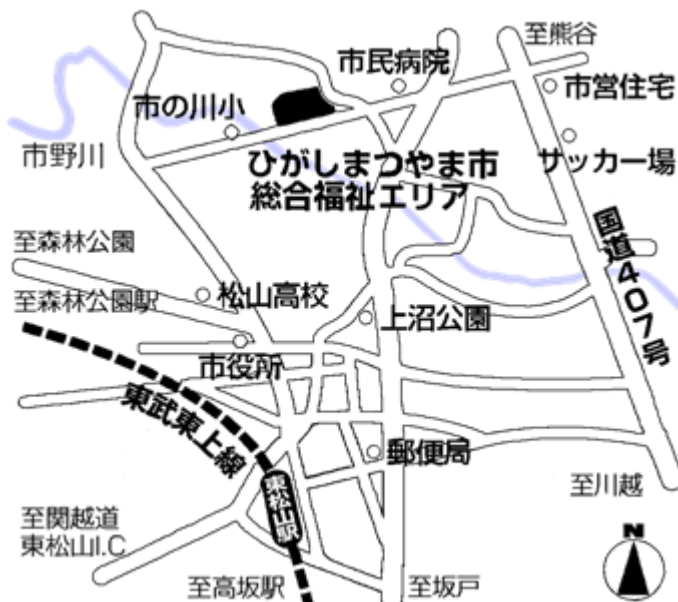 至熊谷
市民病院
市営住宅
市の川小
市野川
ひがしまつやま市
総合福祉エリア
サッカー場
至森林公園
国道407号
至森林公園駅
松山高校
上沼公園
市役所
東武東上線
郵便局
東松山駅
至川越
至関越道
東松山I.C
N
至高坂駅
至坂戸